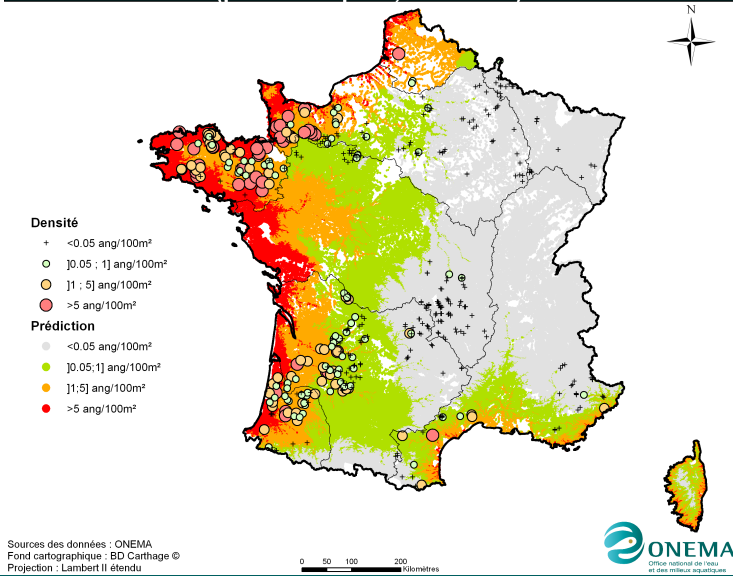 N
Densité
<0.05 ang/100m²
]0.05 ; 1] ang/100m²
]1 ; 5] ang/100m²
>5 ang/100m²
Prédiction
<0.05 ang/100m²
]0.05;1] ang/100m²
]1;5] ang/100m²
>5 ang/100m²
Sources des données : ONEMA
Fond cartographique : BD Carthage ©
Projection : Lambert II étendu
0 50 100 200
Kilomètres
ONEMA
Office national de l'eau
et des milieux aquatiques